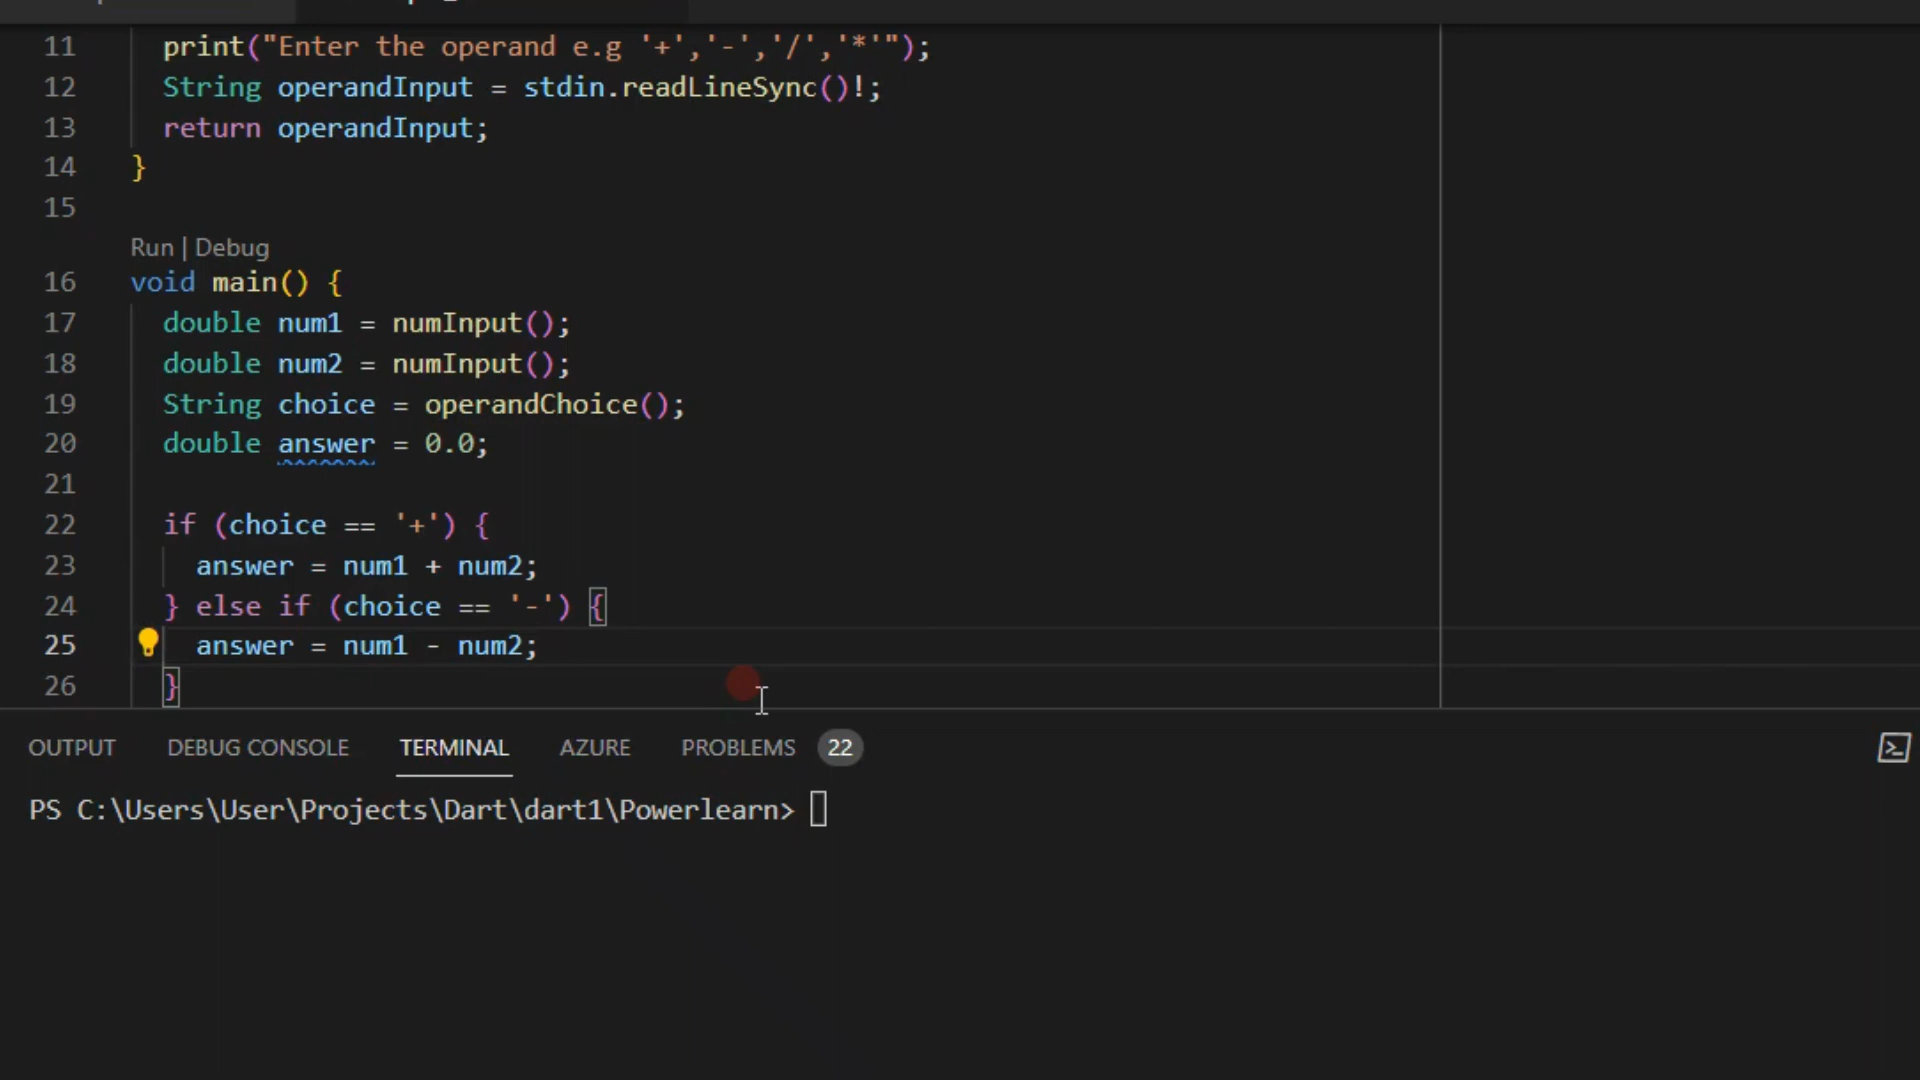 11 print("Enter the operand e.g '+','-','/','*'");
12 String operandInput = stdin.readLineSync()!;
13 return operandInput;
14 }
15
Run | Debug
16 void main() {
17 double num1 = numInput();
18 double num2 = numInput();
19 String choice = operandChoice();
20 double answer = 0.0;
21
22 if (choice == '+') {
23 answer = num1 + num2;
24 } else if (choice == '-') {
25 answer = num1 - num2;
26 }
OUTPUT DEBUG CONSOLE TERMINAL AZURE PROBLEMS 22
PS C:\Users\User\Projects\Dart\dart1\Powerlearn>